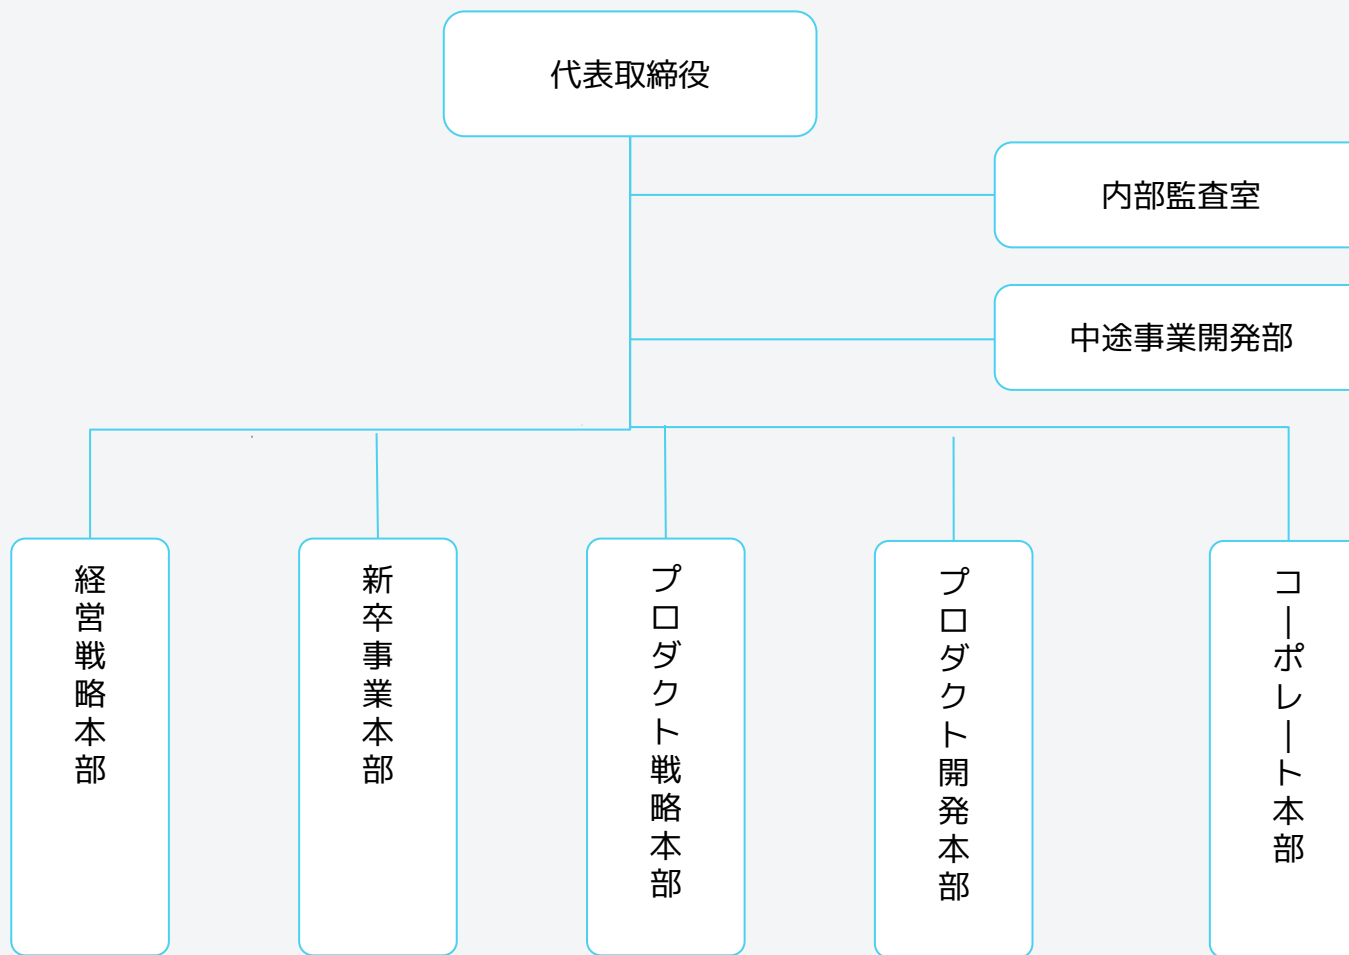 代表取締役
内部監査室
中途事業開発部
経営戦略本部
新卒事業本部
プロダクト戦略本部
プロダクト開発本部
コーポレート本部